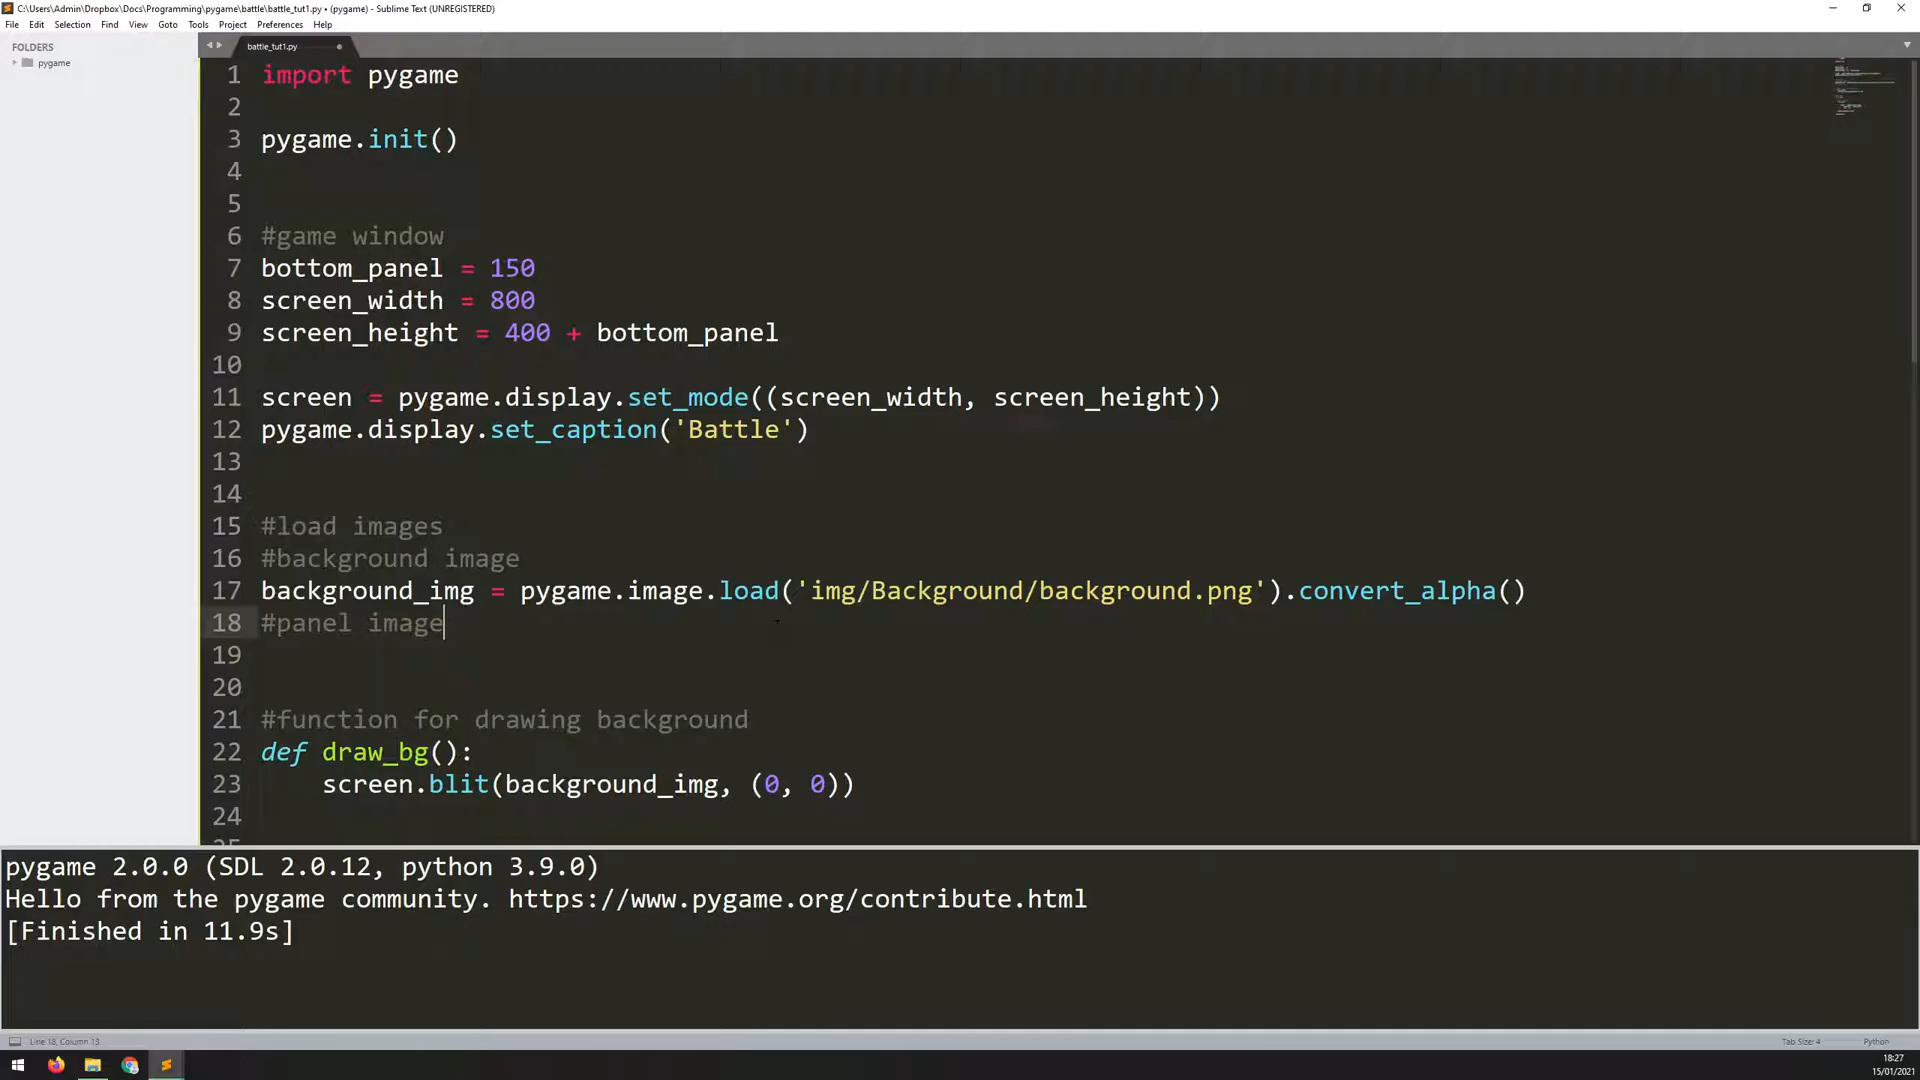 C:\Users\Admin\Dropbox\Docs\Programming\pygame\battle\battle_tut1.py • (pygame) - Sublime Text (UNREGISTERED)
File Edit Selection Find View Goto Tools Project Preferences Help
FOLDERS
pygame
battle_tut1.py
1 import pygame
2
3 pygame.init()
4
5
6 #game window
7 bottom_panel = 150
8 screen_width = 800
9 screen_height = 400 + bottom_panel
10
11 screen = pygame.display.set_mode((screen_width, screen_height))
12 pygame.display.set_caption('Battle')
13
14
15 #load images
16 #background image
17 background_img = pygame.image.load('img/Background/background.png').convert_alpha()
18 #panel image
19
20
21 #function for drawing background
22 def draw_bg():
23     screen.blit(background_img, (0, 0))
24
25
pygame 2.0.0 (SDL 2.0.12, python 3.9.0)
Hello from the pygame community. https://www.pygame.org/contribute.html
[Finished in 11.9s]
Line 18, Column 13
Tab Size: 4
Python
18:27
15/01/2021